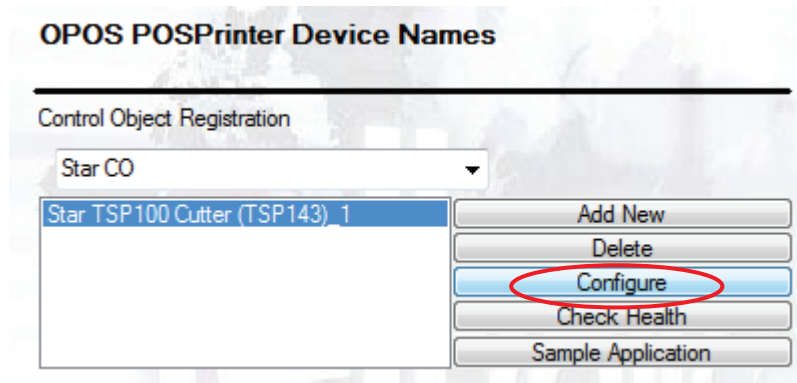 OPOS POSPrinter Device Names
Control Object Registration
Star CO
Star TSP100 Cutter (TSP143)_1
Add New
Delete
Configure
Check Health
Sample Application